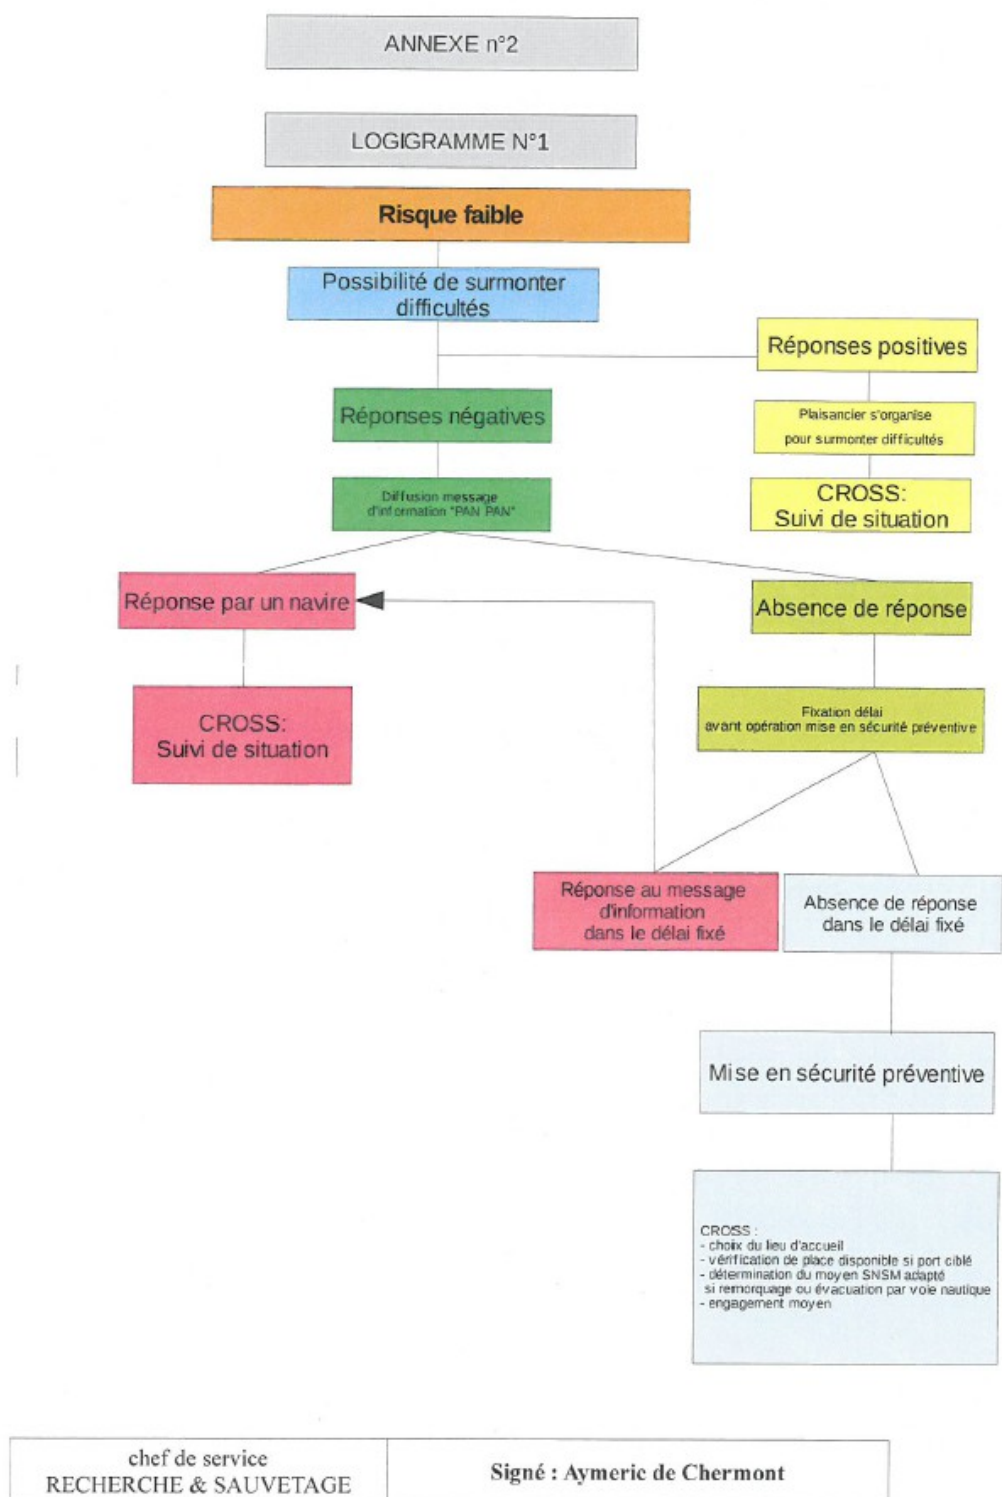 ANNEXE n°2
LOGIGRAMME N°1
Risque faible
Possibilité de surmonter
difficultés
Réponses positives
Réponses négatives
Plaisancier s'organise
pour surmonter difficultés
Diffusion message
d'information "PAN PAN"
CROSS:
Suivi de situation
Réponse par un navire
Absence de réponse
CROSS:
Suivi de situation
Fixation délai
avant opération mise en sécurité préventive
Réponse au message
d'information
dans le délai fixé
Absence de réponse
dans le délai fixé
Mise en sécurité préventive
CROSS :
- choix du lieu d'accueil
- vérification de place disponible si port ciblé
- détermination du moyen SNSM adapté
si remorquage ou évacuation par voie nautique
- engagement moyen
chef de service
RECHERCHE & SAUVETAGE
Signé : Aymeric de Chermont